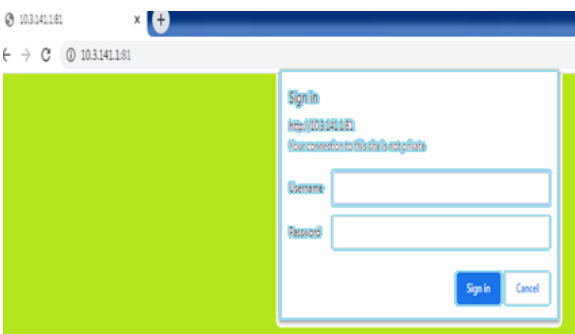 10.3.141.1:81
10.3.141.1:81
Sign in
http://10.3.141.1:81
Your connection to this site is not private
Username
Password
Sign in
Cancel